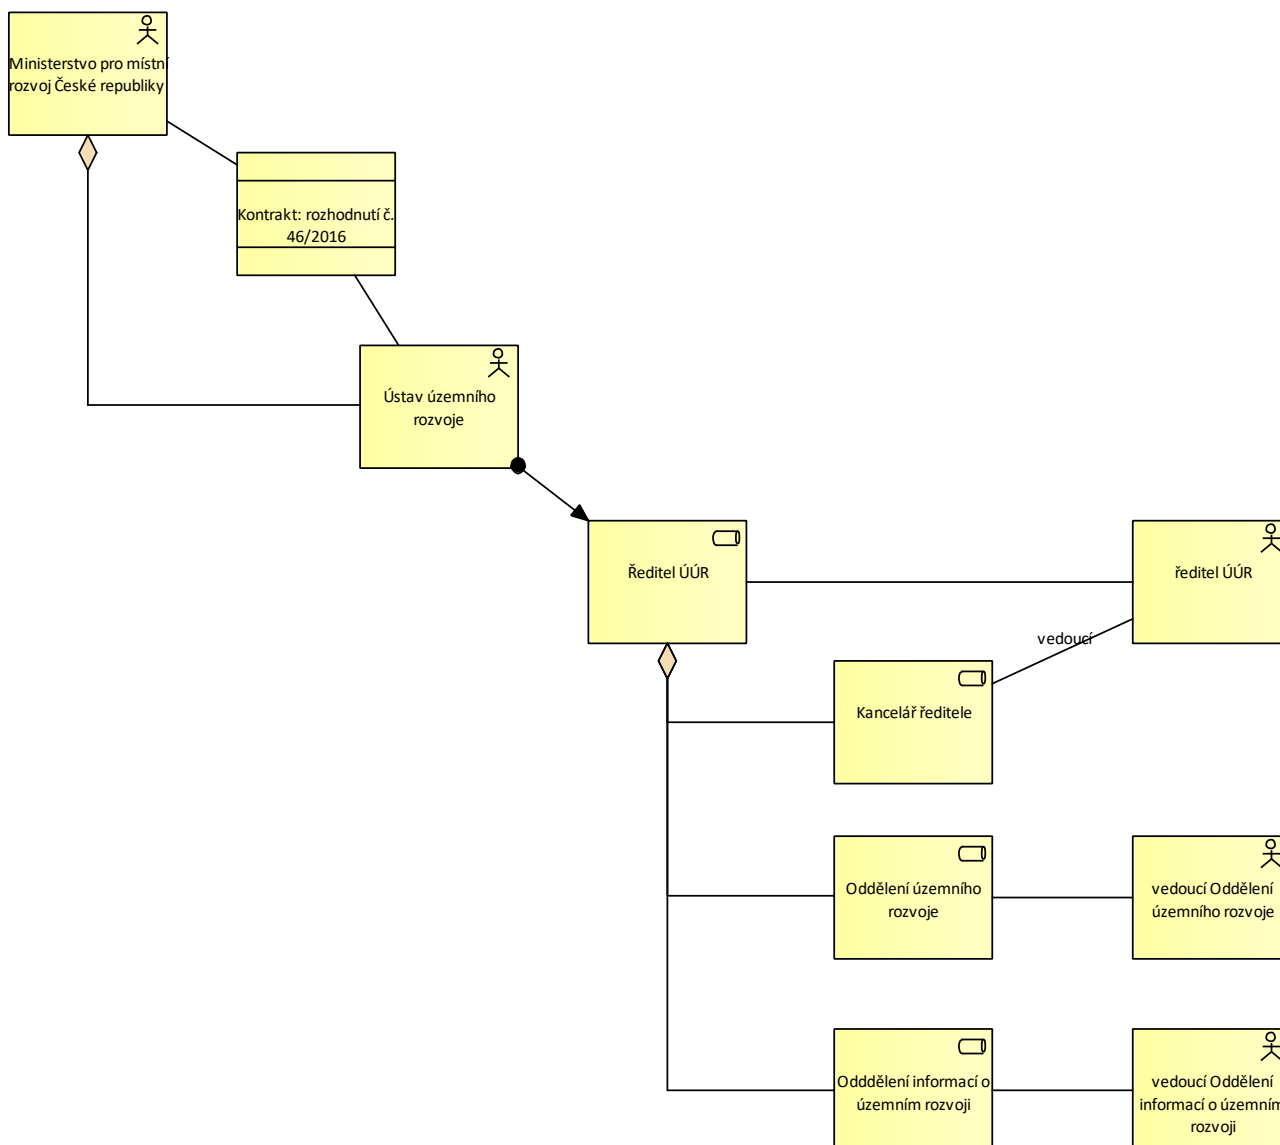 Ministerstvo pro místní
rozvoj České republiky
Kontrakt: rozhodnutí č.
46/2016
Ústav územního
rozvoje
Ředitel ÚÚR
ředitel ÚÚR
vedoucí
Kancelář ředitele
Oddělení územního
rozvoje
vedoucí Oddělení
územního rozvoje
Odddělení informací o
územním rozvoji
vedoucí Oddělení
informací o územním
rozvoji